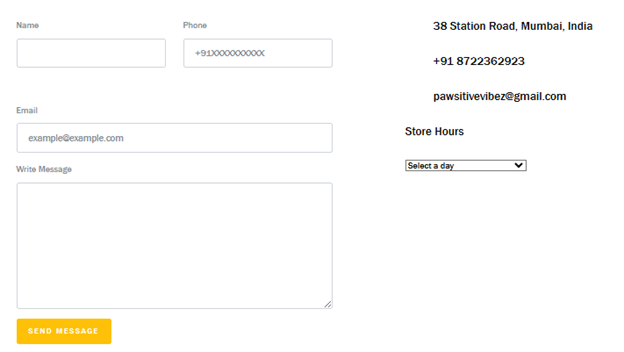 Name
Phone
+91XXXXXXXXXX
Email
example@example.com
Write Message
SEND MESSAGE
38 Station Road, Mumbai, India
+91 8722362923
pawsitivevibez@gmail.com
Store Hours
Select a day